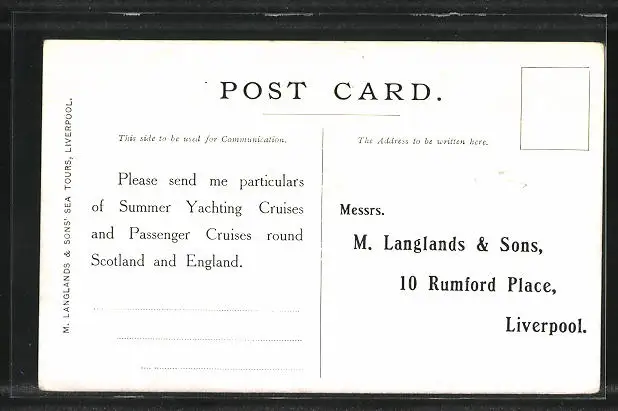 POST CARD.
M. LANGLANDS & SONS' SEA TOURS, LIVERPOOL.
This side to be used for Communication.
Please send me particulars
of Summer Yachting Cruises
and Passenger Cruises round
Scotland and England.
The Address to be written here.
Messrs.
M. Langlands & Sons,
10 Rumford Place,
Liverpool.